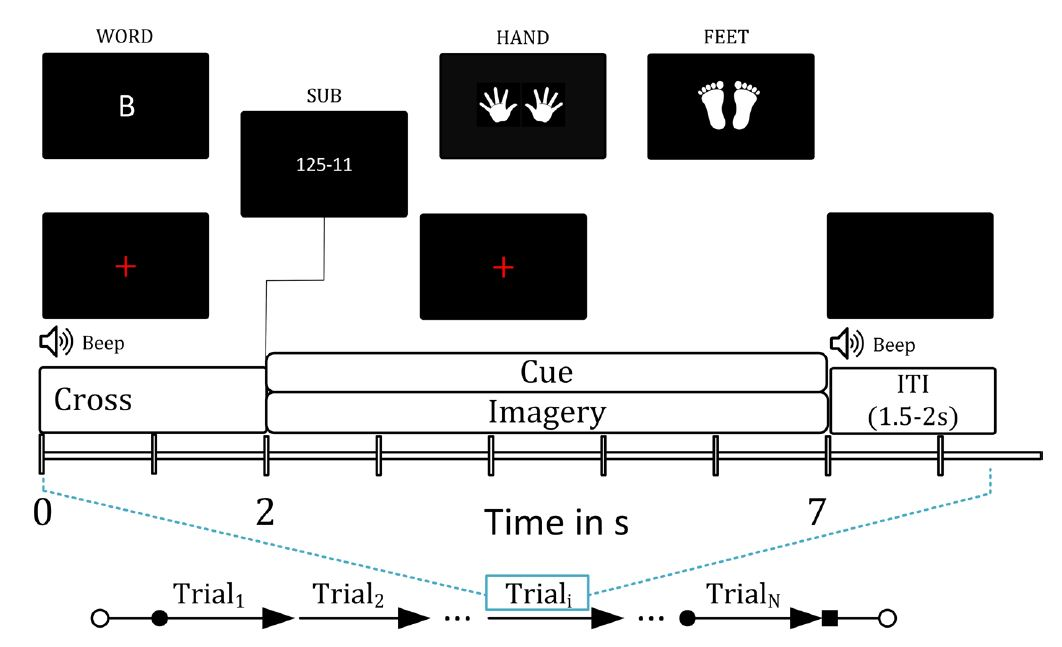 WORD
HAND
FEET
B
SUB
125-11
Beep
Beep
Cross
Cue
Imagery
ITI
(1.5-2s)
0
2
Time in s
7
Trial₁
Trial₂
...
Trialᵢ
...
Trial_N